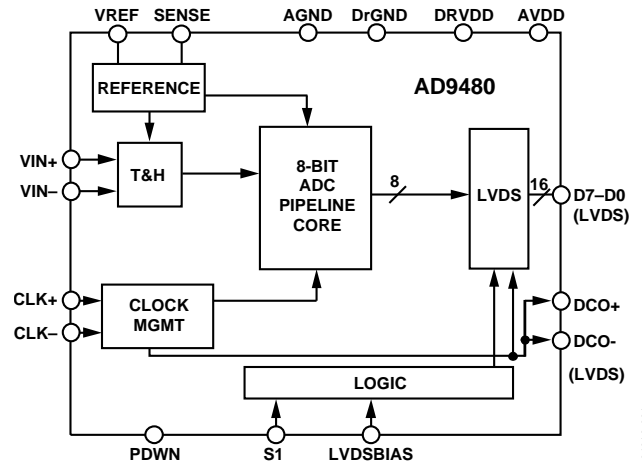 VREF SENSE AGND DrGND DRVDD AVDD
REFERENCE
AD9480
VIN+
VIN–
T&H
8-BIT
ADC
PIPELINE
CORE
8
LVDS
16
D7–D0
(LVDS)
CLK+
CLK–
CLOCK
MGMT
DCO+
DCO-
(LVDS)
LOGIC
PDWN S1 LVDSBIAS